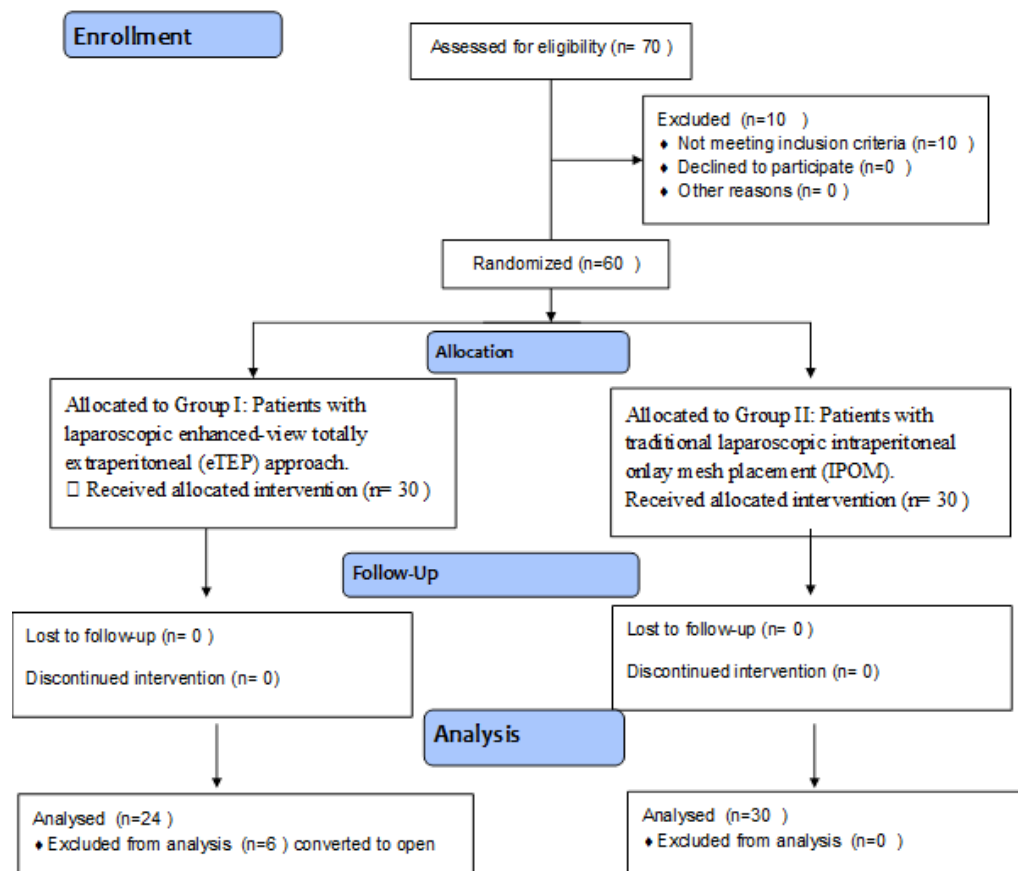 Enrollment
Assessed for eligibility (n= 70 )
Excluded (n=10 )
♦ Not meeting inclusion criteria (n=10 )
♦ Declined to participate (n=0 )
♦ Other reasons (n= 0 )
Randomized (n=60 )
Allocation
Allocated to Group I: Patients with
laparoscopic enhanced-view totally
extraperitoneal (eTEP) approach.
□ Received allocated intervention (n= 30 )
Allocated to Group II: Patients with
traditional laparoscopic intraperitoneal
onlay mesh placement (IPOM).
Received allocated intervention (n= 30 )
Follow-Up
Lost to follow-up (n= 0 )
Discontinued intervention (n= 0)
Lost to follow-up (n= 0 )
Discontinued intervention (n= 0)
Analysis
Analysed (n=24 )
♦ Excluded from analysis (n=6 ) converted to open
Analysed (n=30 )
♦ Excluded from analysis (n=0 )